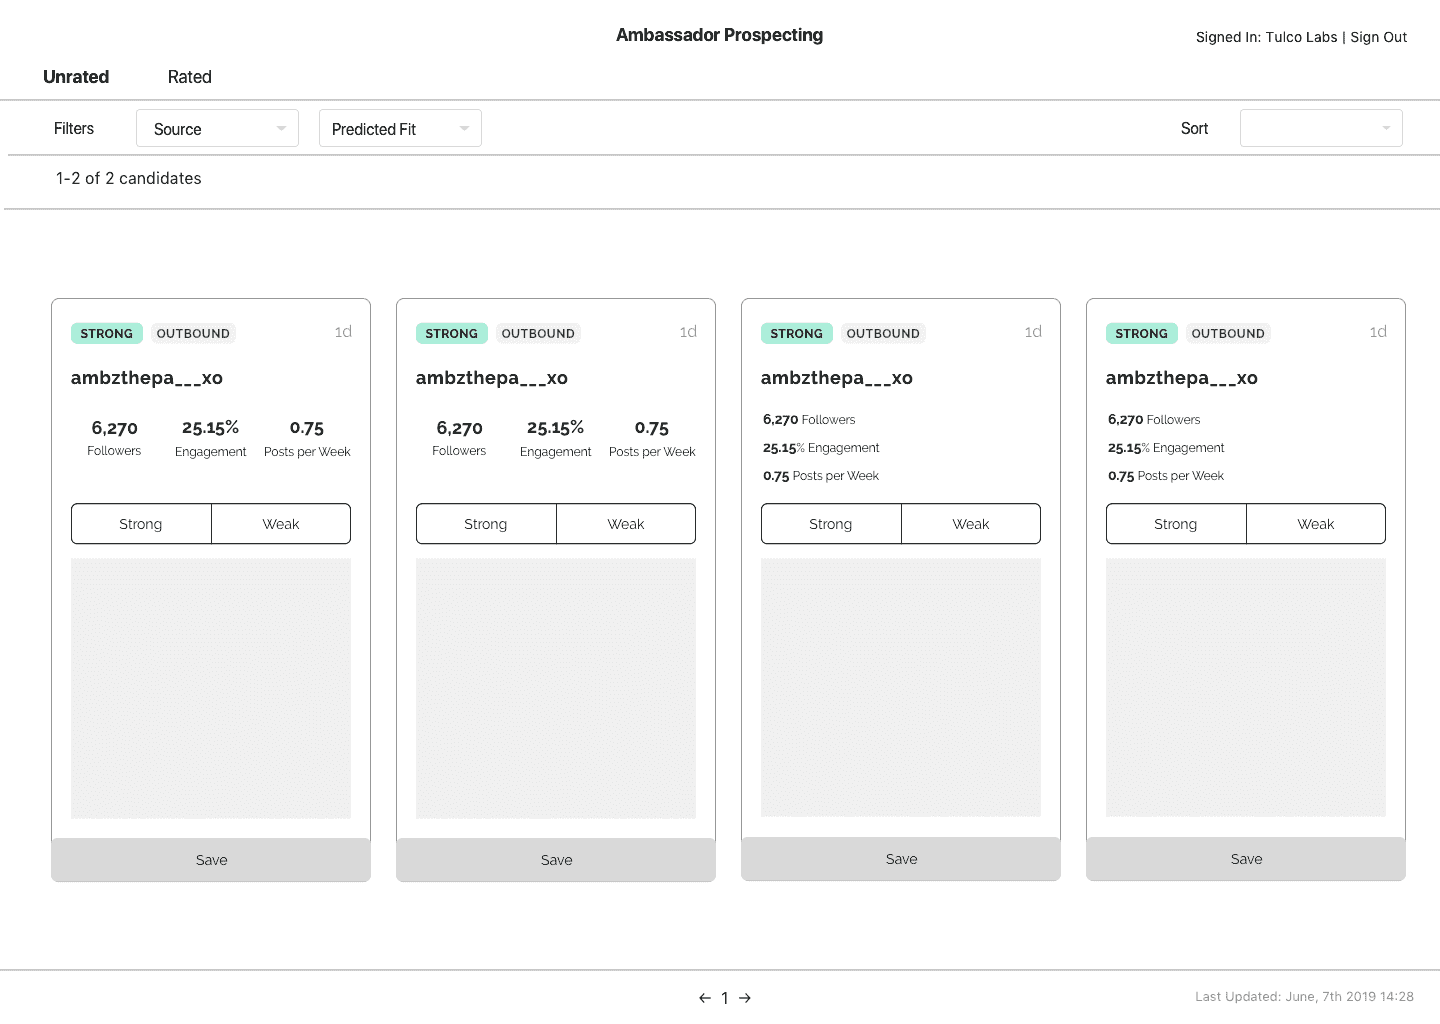 Ambassador Prospecting
Signed In: Tulco Labs | Sign Out
Unrated
Rated
Filters
Source
Predicted Fit
Sort
1-2 of 2 candidates
STRONG OUTBOUND 1d
ambzthepa___xo
6,270 25.15% 0.75
Followers Engagement Posts per Week
Strong Weak
Save
STRONG OUTBOUND 1d
ambzthepa___xo
6,270 25.15% 0.75
Followers Engagement Posts per Week
Strong Weak
Save
STRONG OUTBOUND 1d
ambzthepa___xo
6,270 Followers
25.15% Engagement
0.75 Posts per Week
Strong Weak
Save
STRONG OUTBOUND 1d
ambzthepa___xo
6,270 Followers
25.15% Engagement
0.75 Posts per Week
Strong Weak
Save
← 1 →
Last Updated: June, 7th 2019 14:28